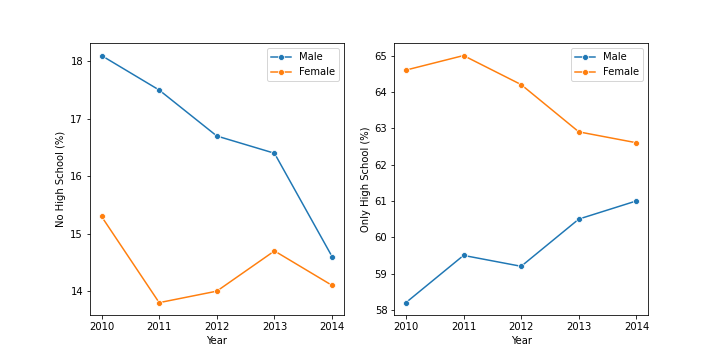 No High School (%)
18
17
16
15
14
2010 2011 2012 2013 2014
Year
Male
Female
Only High School (%)
65
64
63
62
61
60
59
58
2010 2011 2012 2013 2014
Year
Male
Female